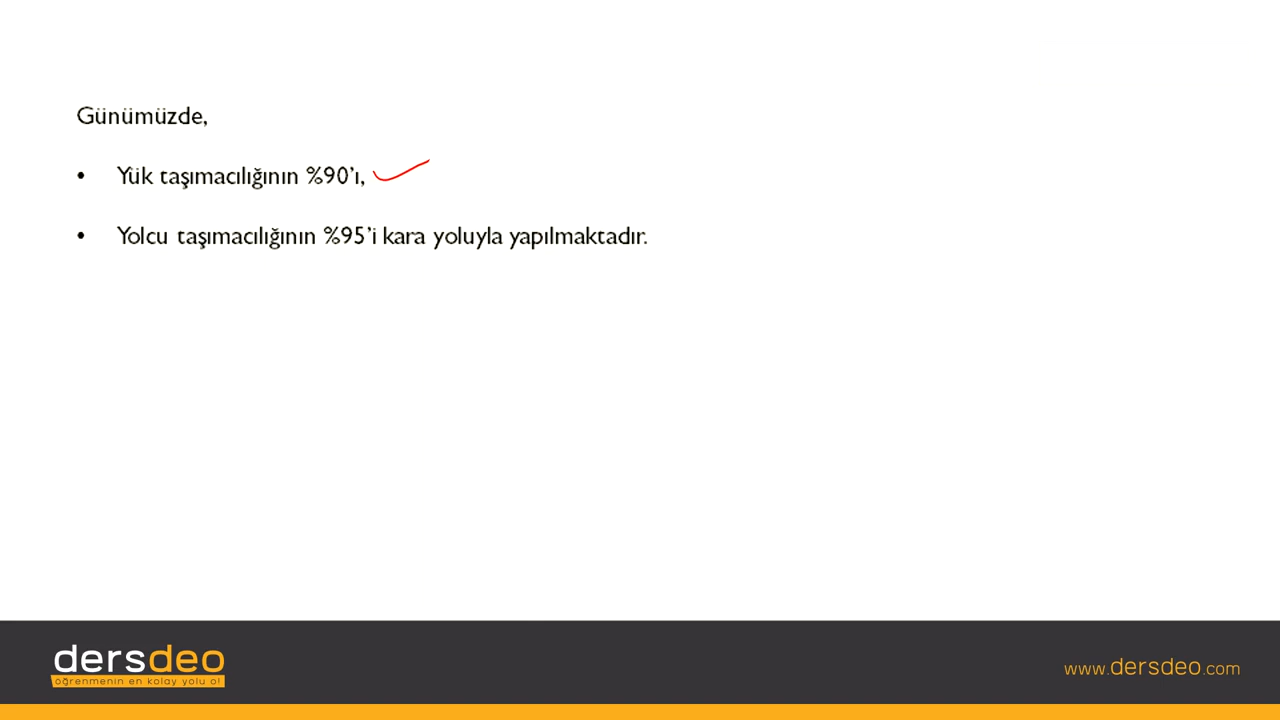 Günümüzde,
• Yük taşımacılığının %90’ı,
• Yolcu taşımacılığının %95’i kara yoluyla yapılmaktadır.
dersdeo
öğrenmenin en kolay yolu o!
www.dersdeo.com